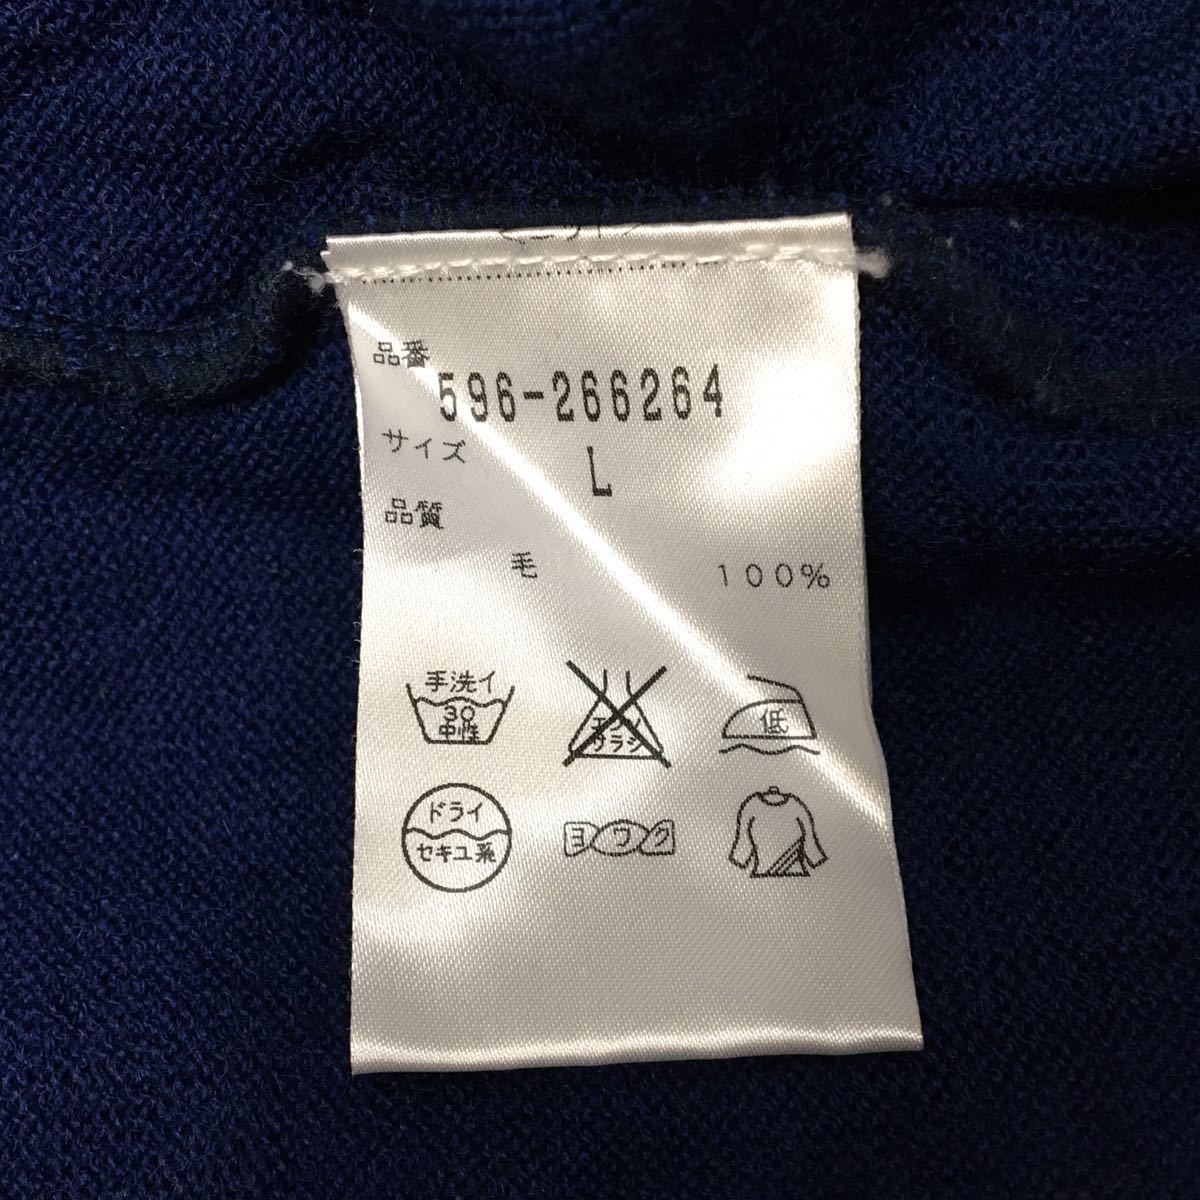 品番
596-266264
サイズ
L
品質
毛 100%
手洗イ
30
中性
エンソ
サラシ
低
ドライ
セキユ系
ヨワク